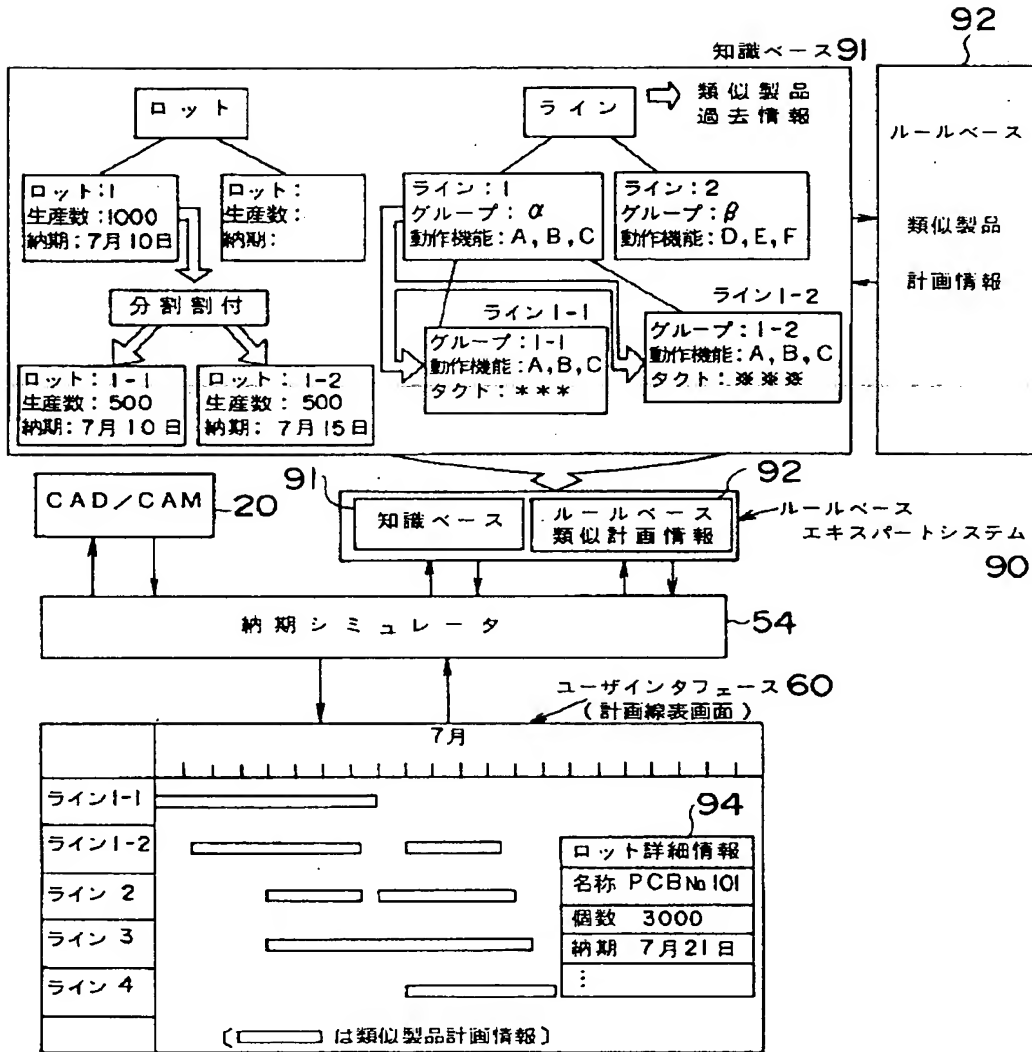 92
知識ベース91
ロット
ライン
類似製品
過去情報
ルールベース
類似製品
計画情報
ロット:1
生産数:1000
納期:7月10日
ロット:
生産数:
納期:
ライン:1
グループ:α
動作機能:A,B,C
ライン:2
グループ:β
動作機能:D,E,F
分割割付
ライン1-1
グループ:1-1
動作機能:A,B,C
タクト:***
ライン1-2
グループ:1-2
動作機能:A,B,C
タクト:※※※
ロット:1-1
生産数:500
納期:7月10日
ロット:1-2
生産数:500
納期:7月15日
CAD/CAM
20
91
92
知識ベース
ルールベース
類似計画情報
ルールベース
エキスパートシステム
90
納期シミュレータ
54
ユーザインタフェース60
(計画線表画面)
7月
ライン1-1
ライン1-2
ライン 2
ライン 3
ライン 4
94
ロット詳細情報
名称 PCB№101
個数 3000
納期 7月21日
⋮
[ は類似製品計画情報]